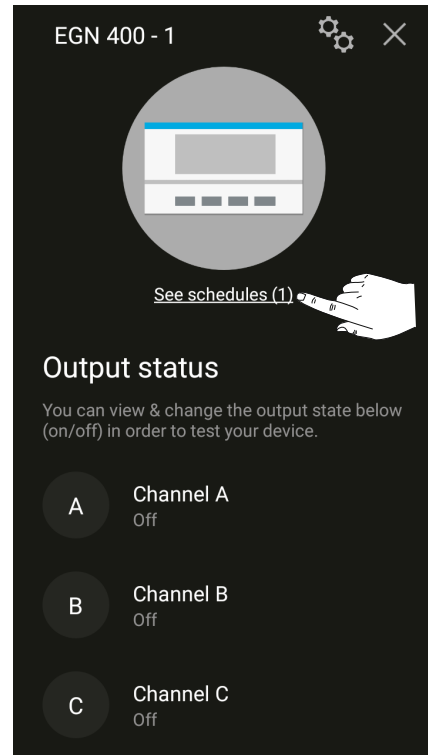 EGN 400 - 1
See schedules (1)
Output status
You can view & change the output state below
(on/off) in order to test your device.
A
Channel A
Off
B
Channel B
Off
C
Channel C
Off